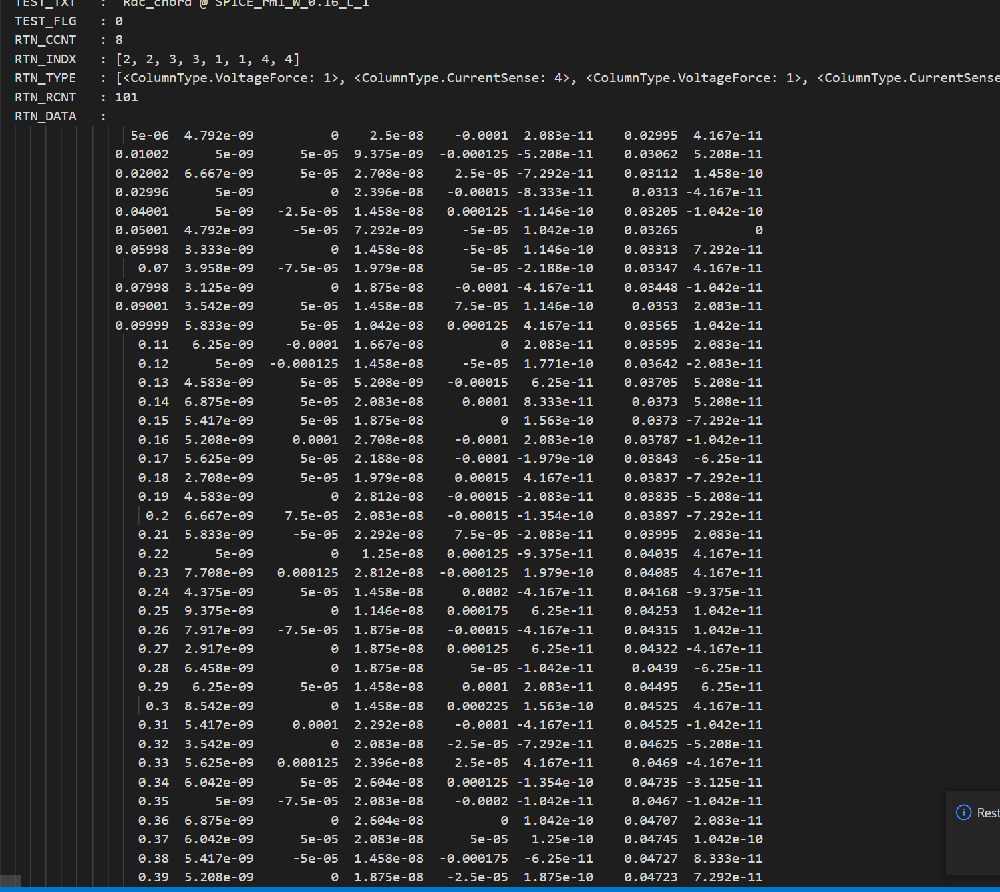 TEST_TXT : Rdc_chord @ SPICE_rm1_W_0.16_L_1
TEST_FLG : 0
RTN_CCNT : 8
RTN_INDX : [2, 2, 3, 3, 1, 1, 4, 4]
RTN_TYPE : [<ColumnType.VoltageForce: 1>, <ColumnType.CurrentSense: 4>, <ColumnType.VoltageForce: 1>, <ColumnType.CurrentSense
RTN_RCNT : 101
RTN_DATA :
5e-06 4.792e-09 0 2.5e-08 -0.0001 2.083e-11 0.02995 4.167e-11
0.01002 5e-09 5e-05 9.375e-09 -0.000125 -5.208e-11 0.03062 5.208e-11
0.02002 6.667e-09 5e-05 2.708e-08 2.5e-05 -7.292e-11 0.03112 1.458e-10
0.02996 5e-09 0 2.396e-08 -0.00015 -8.333e-11 0.0313 -4.167e-11
0.04001 5e-09 -2.5e-05 1.458e-08 0.000125 -1.146e-10 0.03205 -1.042e-10
0.05001 4.792e-09 -5e-05 7.292e-09 -5e-05 1.042e-10 0.03265 0
0.05998 3.333e-09 0 1.458e-08 -5e-05 1.146e-10 0.03313 7.292e-11
0.07 3.958e-09 -7.5e-05 1.979e-08 5e-05 -2.188e-10 0.03347 4.167e-11
0.07998 3.125e-09 0 1.875e-08 -0.0001 -4.167e-11 0.03448 -1.042e-11
0.09001 3.542e-09 5e-05 1.458e-08 7.5e-05 1.146e-10 0.0353 2.083e-11
0.09999 5.833e-09 5e-05 1.042e-08 0.000125 4.167e-11 0.03565 1.042e-11
0.11 6.25e-09 -0.0001 1.667e-08 0 2.083e-11 0.03595 2.083e-11
0.12 5e-09 -0.000125 1.458e-08 -5e-05 1.771e-10 0.03642 -2.083e-11
0.13 4.583e-09 5e-05 5.208e-09 -0.00015 6.25e-11 0.03705 5.208e-11
0.14 6.875e-09 5e-05 2.083e-08 0.0001 8.333e-11 0.0373 5.208e-11
0.15 5.417e-09 5e-05 1.875e-08 0 1.563e-10 0.0373 -7.292e-11
0.16 5.208e-09 0.0001 2.708e-08 -0.0001 2.083e-10 0.03787 -1.042e-11
0.17 5.625e-09 5e-05 2.188e-08 -0.0001 -1.979e-10 0.03843 -6.25e-11
0.18 2.708e-09 5e-05 1.979e-08 0.00015 4.167e-11 0.03837 -7.292e-11
0.19 4.583e-09 0 2.812e-08 -0.00015 -2.083e-11 0.03835 -5.208e-11
0.2 6.667e-09 7.5e-05 2.083e-08 -0.00015 -1.354e-10 0.03897 -7.292e-11
0.21 5.833e-09 -5e-05 2.292e-08 7.5e-05 -2.083e-11 0.03995 2.083e-11
0.22 5e-09 0 1.25e-08 0.000125 -9.375e-11 0.04035 4.167e-11
0.23 7.708e-09 0.000125 2.812e-08 -0.000125 1.979e-10 0.04085 4.167e-11
0.24 4.375e-09 5e-05 1.458e-08 0.0002 -4.167e-11 0.04168 -9.375e-11
0.25 9.375e-09 0 1.146e-08 0.000175 6.25e-11 0.04253 1.042e-11
0.26 7.917e-09 -7.5e-05 1.875e-08 -0.00015 -4.167e-11 0.04315 1.042e-11
0.27 2.917e-09 0 1.875e-08 0.000125 6.25e-11 0.04322 -4.167e-11
0.28 6.458e-09 0 1.875e-08 5e-05 -1.042e-11 0.0439 -6.25e-11
0.29 6.25e-09 5e-05 1.458e-08 0.0001 2.083e-11 0.04495 6.25e-11
0.3 8.542e-09 0 1.458e-08 0.000225 1.563e-10 0.04525 4.167e-11
0.31 5.417e-09 0.0001 2.292e-08 -0.0001 -4.167e-11 0.04525 -1.042e-11
0.32 3.542e-09 0 2.083e-08 -2.5e-05 -7.292e-11 0.04625 -5.208e-11
0.33 5.625e-09 0.000125 2.396e-08 2.5e-05 4.167e-11 0.0469 -4.167e-11
0.34 6.042e-09 5e-05 2.604e-08 0.000125 -1.354e-10 0.04735 -3.125e-11
0.35 5e-09 -7.5e-05 2.083e-08 -0.0002 -1.042e-11 0.0467 -1.042e-11
0.36 6.875e-09 0 2.604e-08 0 1.042e-10 0.04707 2.083e-11
0.37 6.042e-09 5e-05 2.083e-08 5e-05 1.25e-10 0.04745 1.042e-10
0.38 5.417e-09 -5e-05 1.458e-08 -0.000175 -6.25e-11 0.04727 8.333e-11
0.39 5.208e-09 0 1.875e-08 -2.5e-05 1.875e-10 0.04723 7.292e-11
Rest